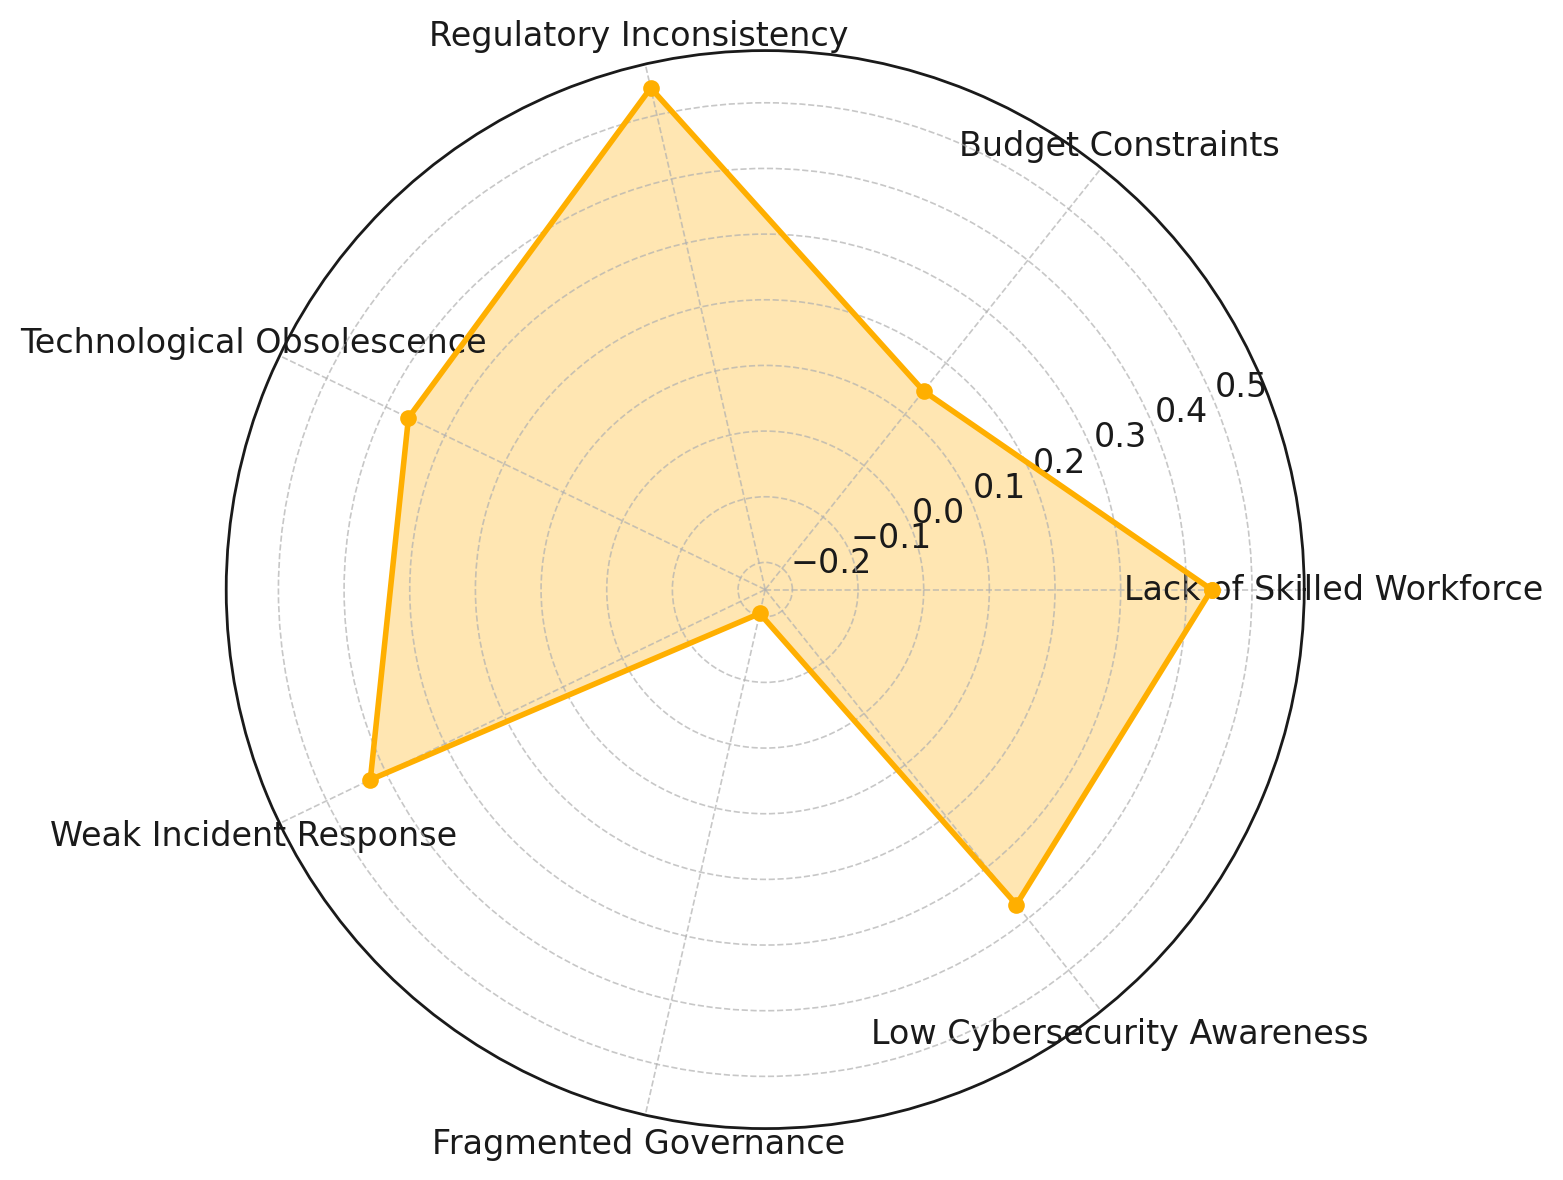 Regulatory Inconsistency
Budget Constraints
Technological Obsolescence
0.5
0.4
0.3
0.2
0.1
0.0
−0.1
−0.2
Lack of Skilled Workforce
Weak Incident Response
Low Cybersecurity Awareness
Fragmented Governance